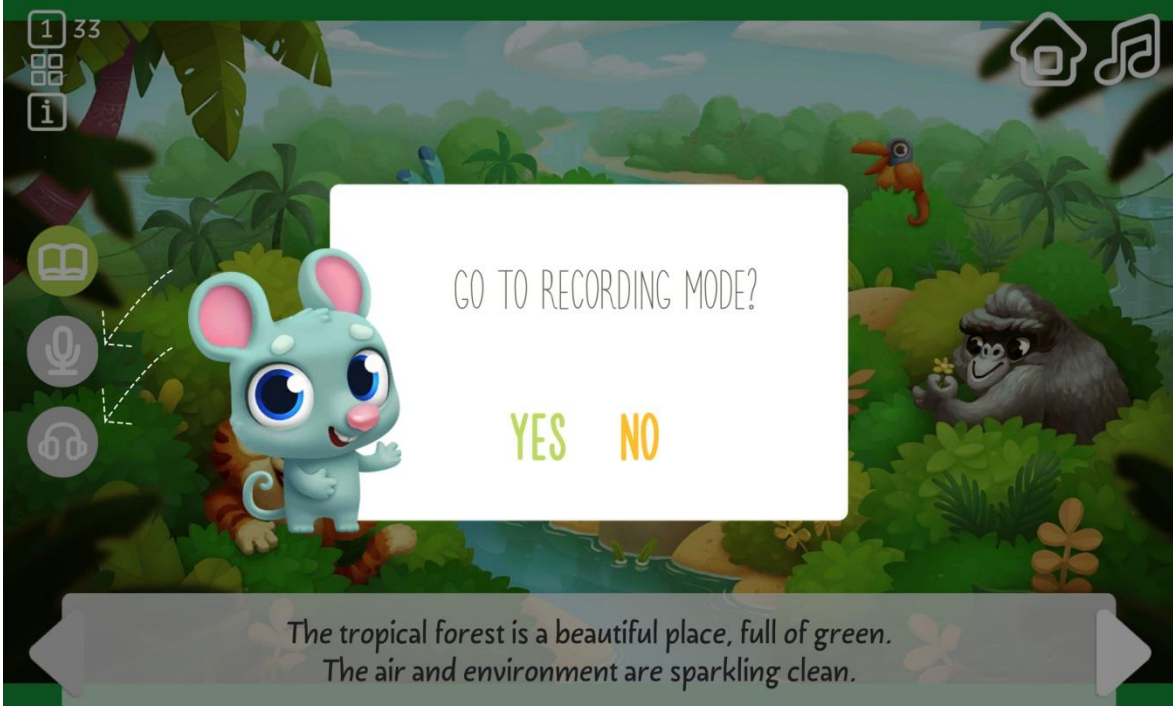 1 33
i
GO TO RECORDING MODE?
YES NO
The tropical forest is a beautiful place, full of green.
The air and environment are sparkling clean.